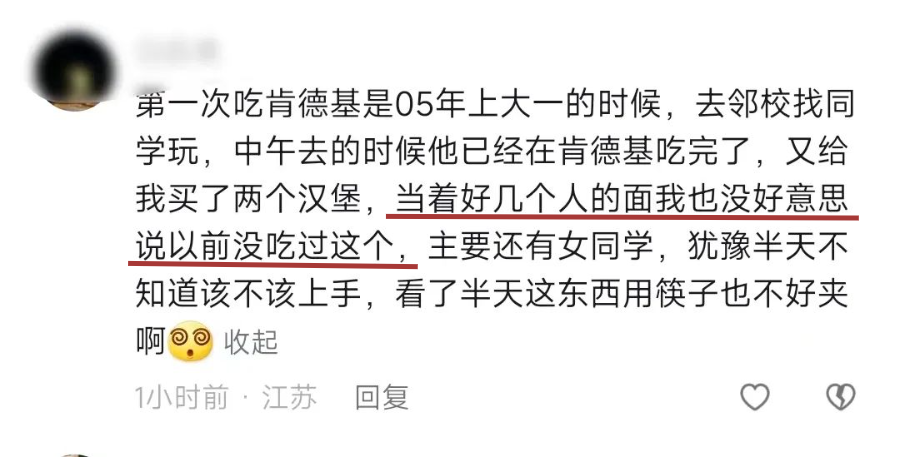 第一次吃肯德基是05年上大一的时候，去邻校找同
学玩，中午去的时候他已经在肯德基吃完了，又给
我买了两个汉堡，当着好几个人的面我也没好意思
说以前没吃过这个，主要还有女同学，犹豫半天不
知道该不该上手，看了半天这东西用筷子也不好夹
啊😵‍💫 收起
1小时前 · 江苏 回复